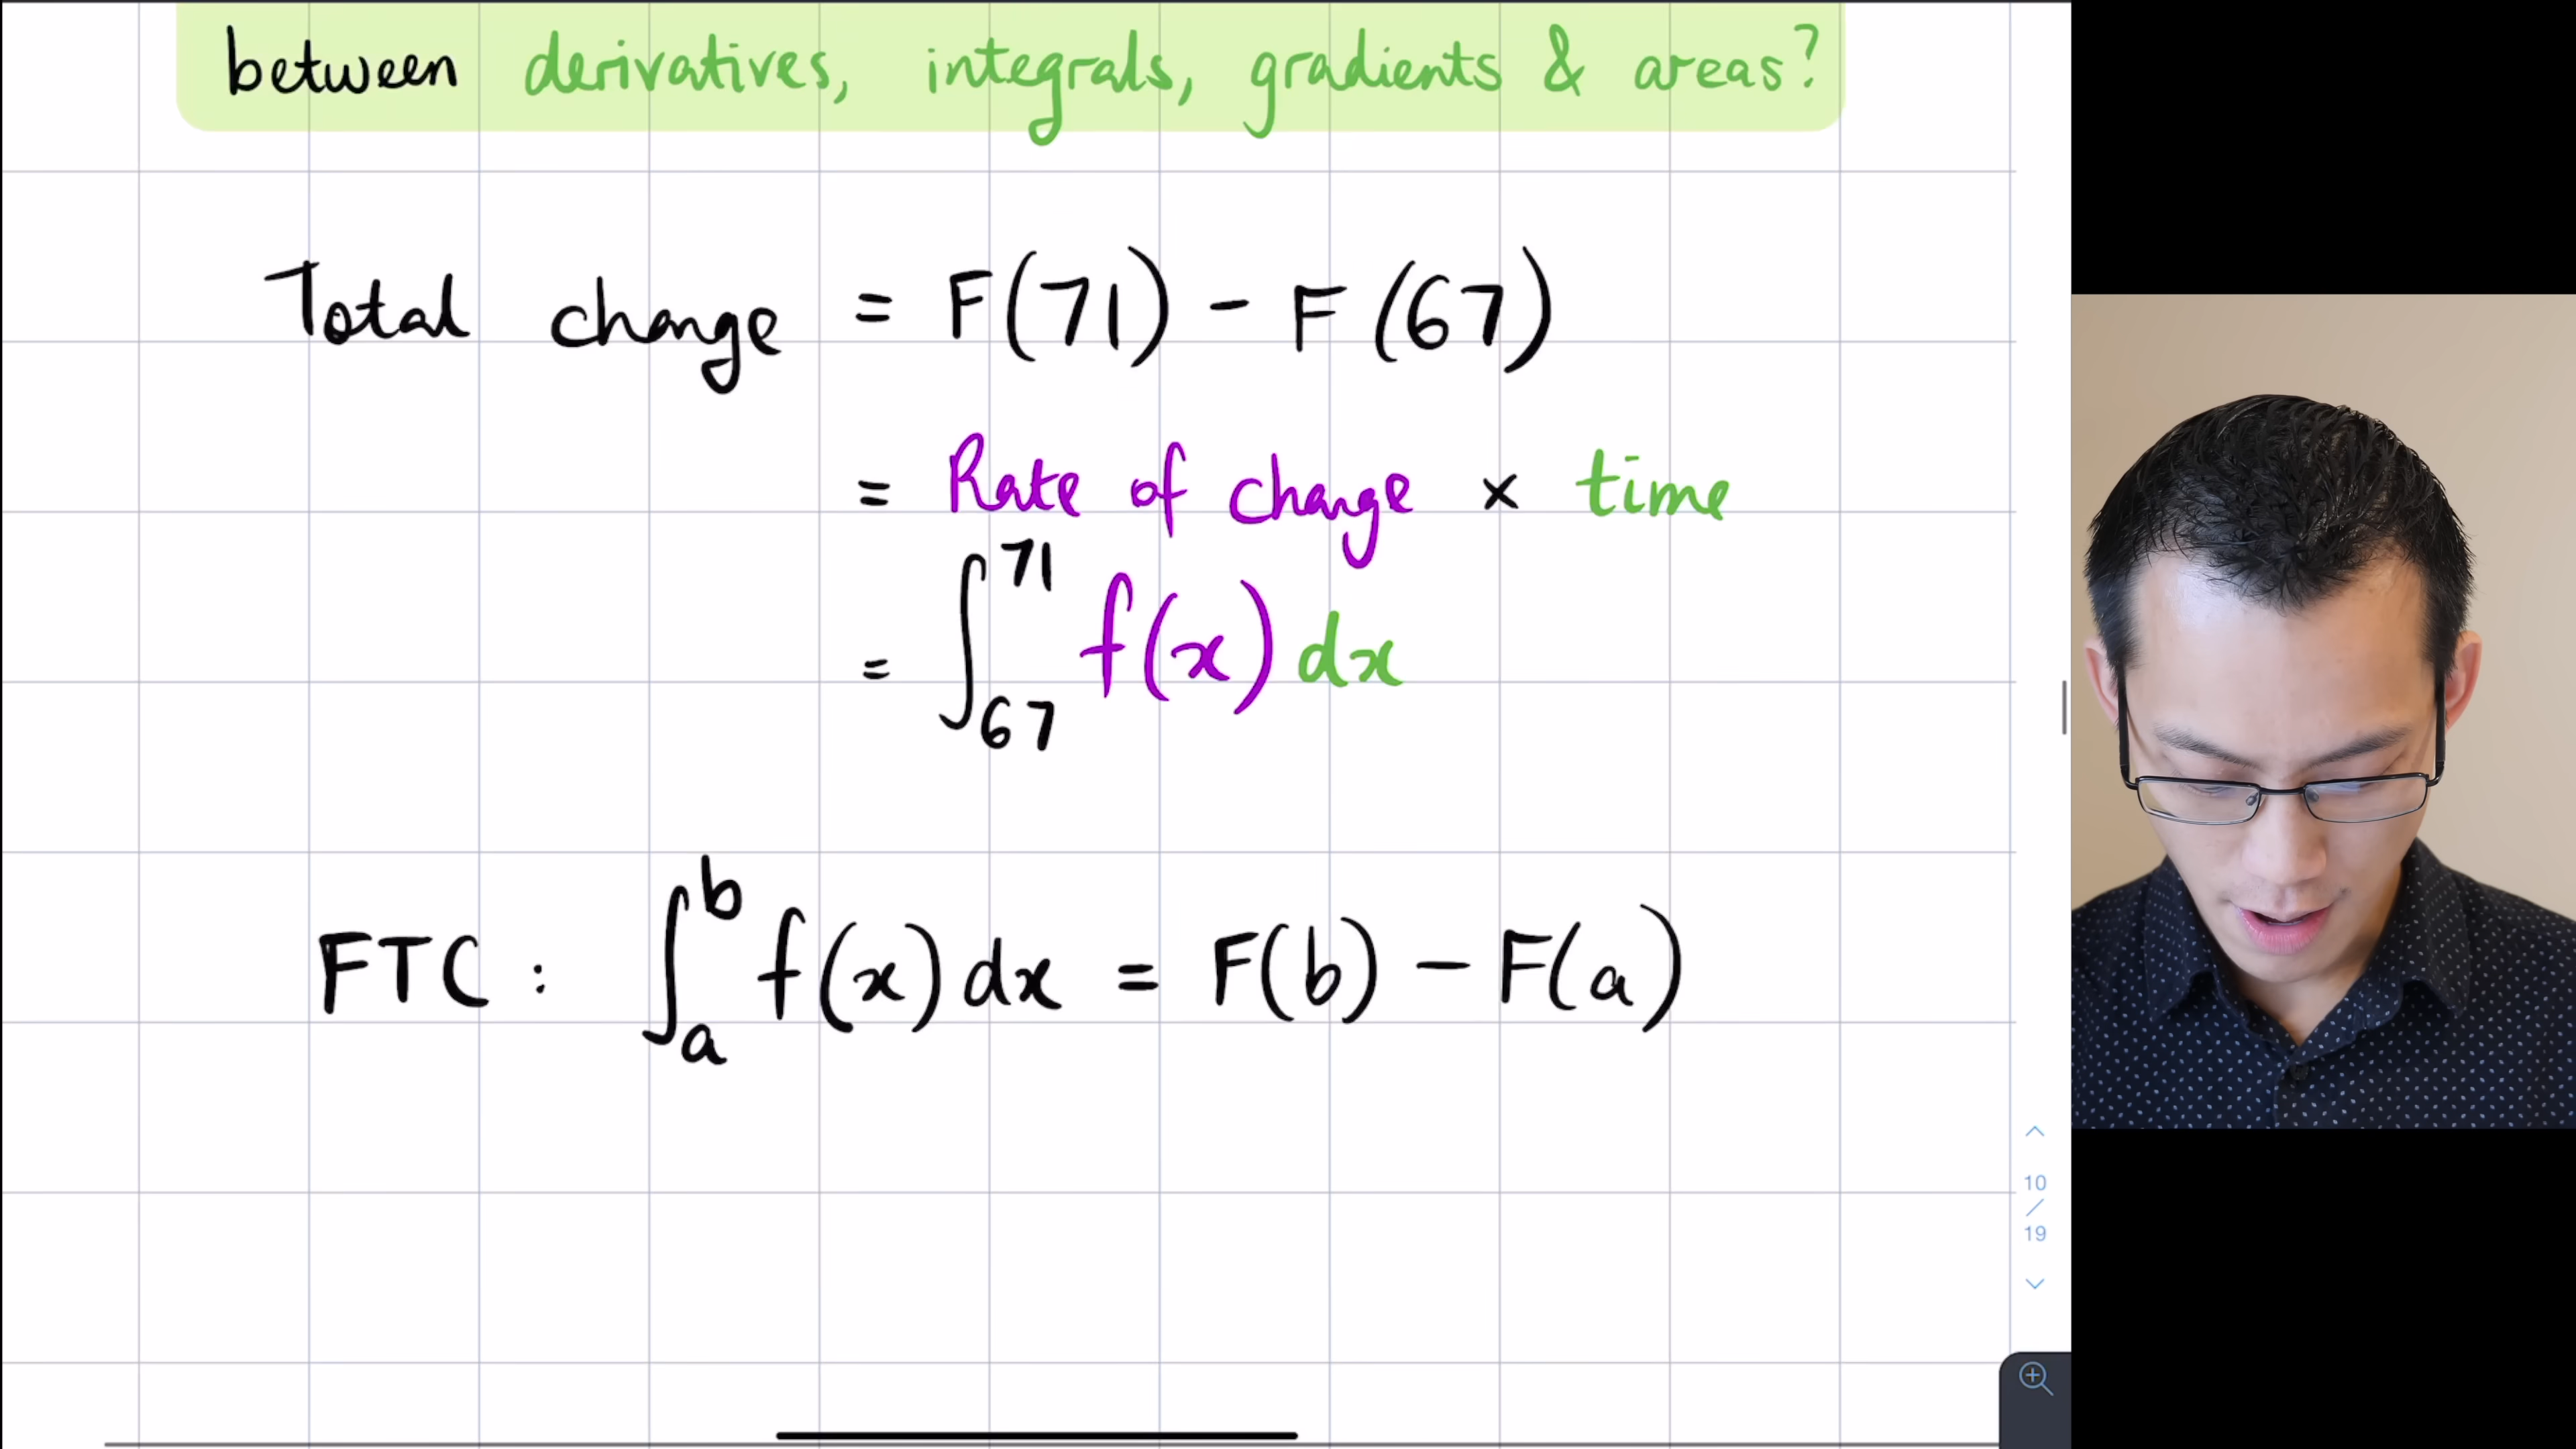 between derivatives, integrals, gradients & areas?
Total change = F(71) - F(67)
= Rate of change × time
= ∫₆₇⁷¹ f(x) dx
FTC : ∫ₐᵇ f(x) dx = F(b) - F(a)
10
/
19